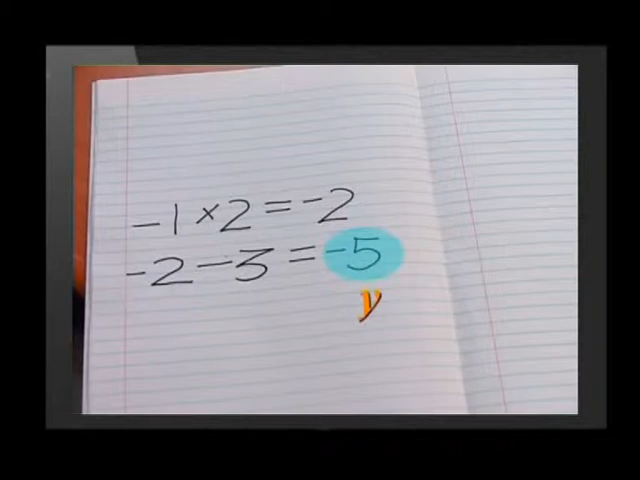 -1 × 2 = -2
-2 - 3 = -5
y